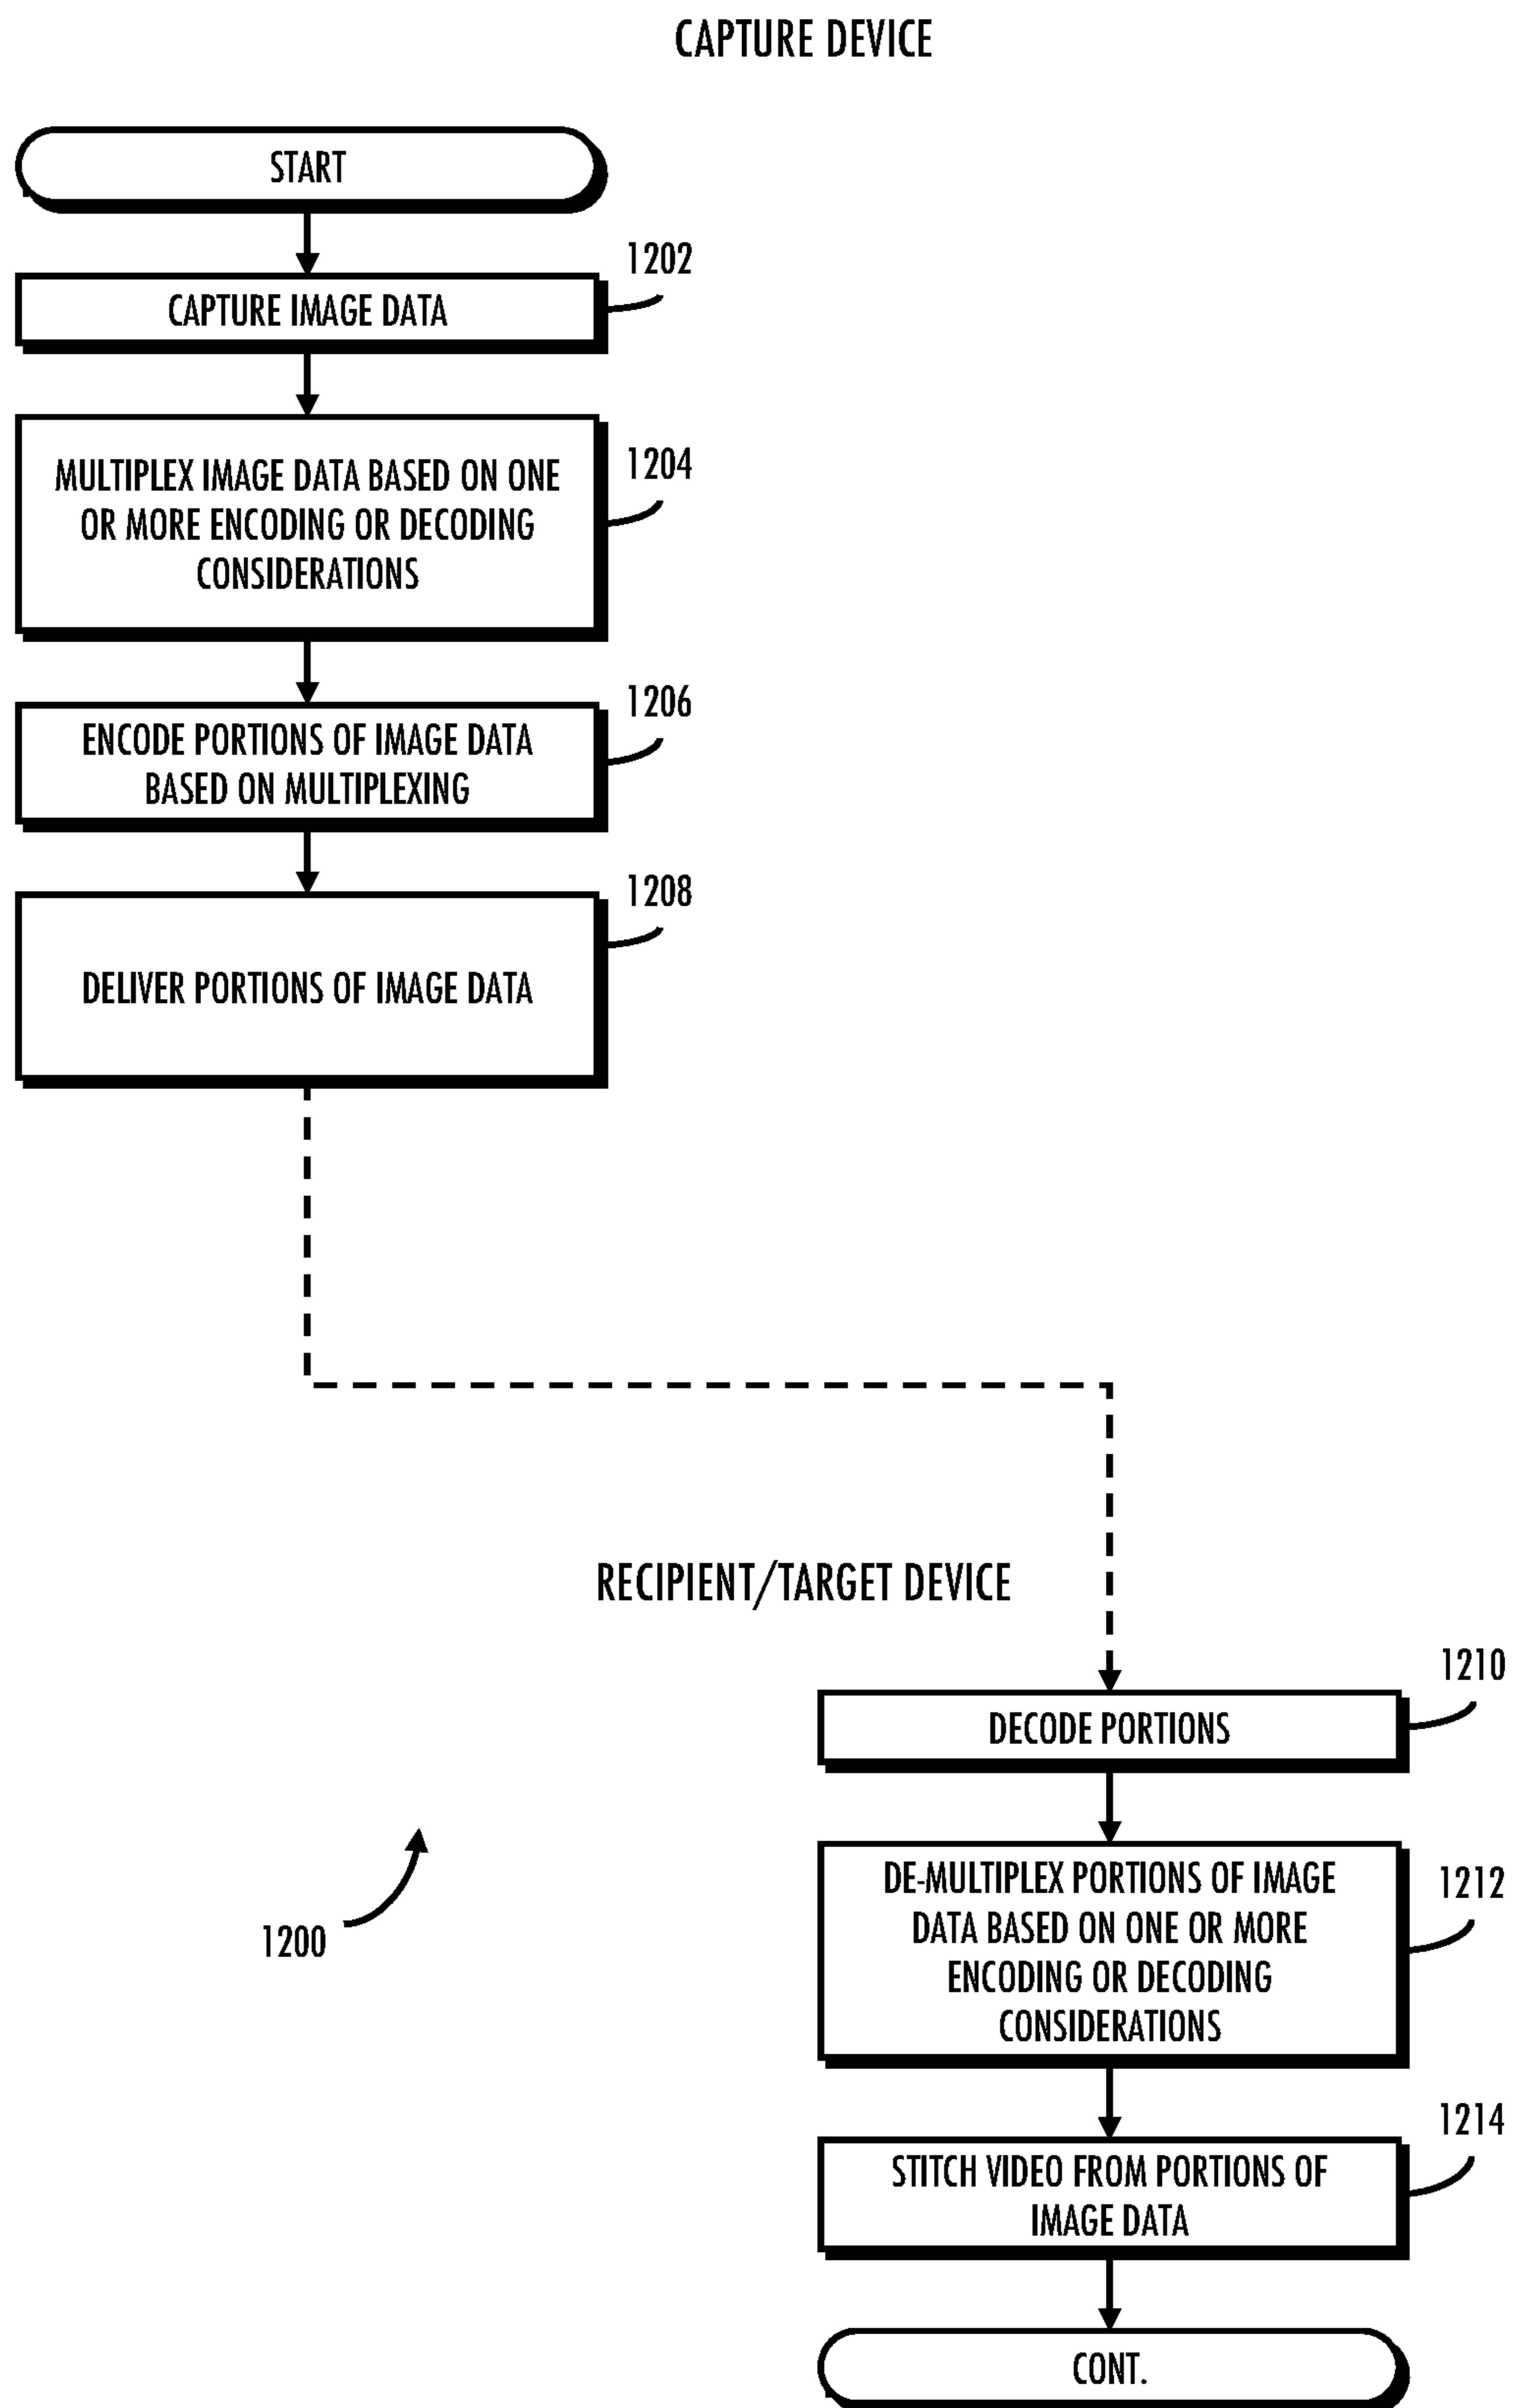 CAPTURE DEVICE
START
1202
CAPTURE IMAGE DATA
1204
MULTIPLEX IMAGE DATA BASED ON ONE
OR MORE ENCODING OR DECODING
CONSIDERATIONS
1206
ENCODE PORTIONS OF IMAGE DATA
BASED ON MULTIPLEXING
1208
DELIVER PORTIONS OF IMAGE DATA
RECIPIENT/TARGET DEVICE
1210
DECODE PORTIONS
1212
DE-MULTIPLEX PORTIONS OF IMAGE
DATA BASED ON ONE OR MORE
ENCODING OR DECODING
CONSIDERATIONS
1200
1214
STITCH VIDEO FROM PORTIONS OF
IMAGE DATA
CONT.